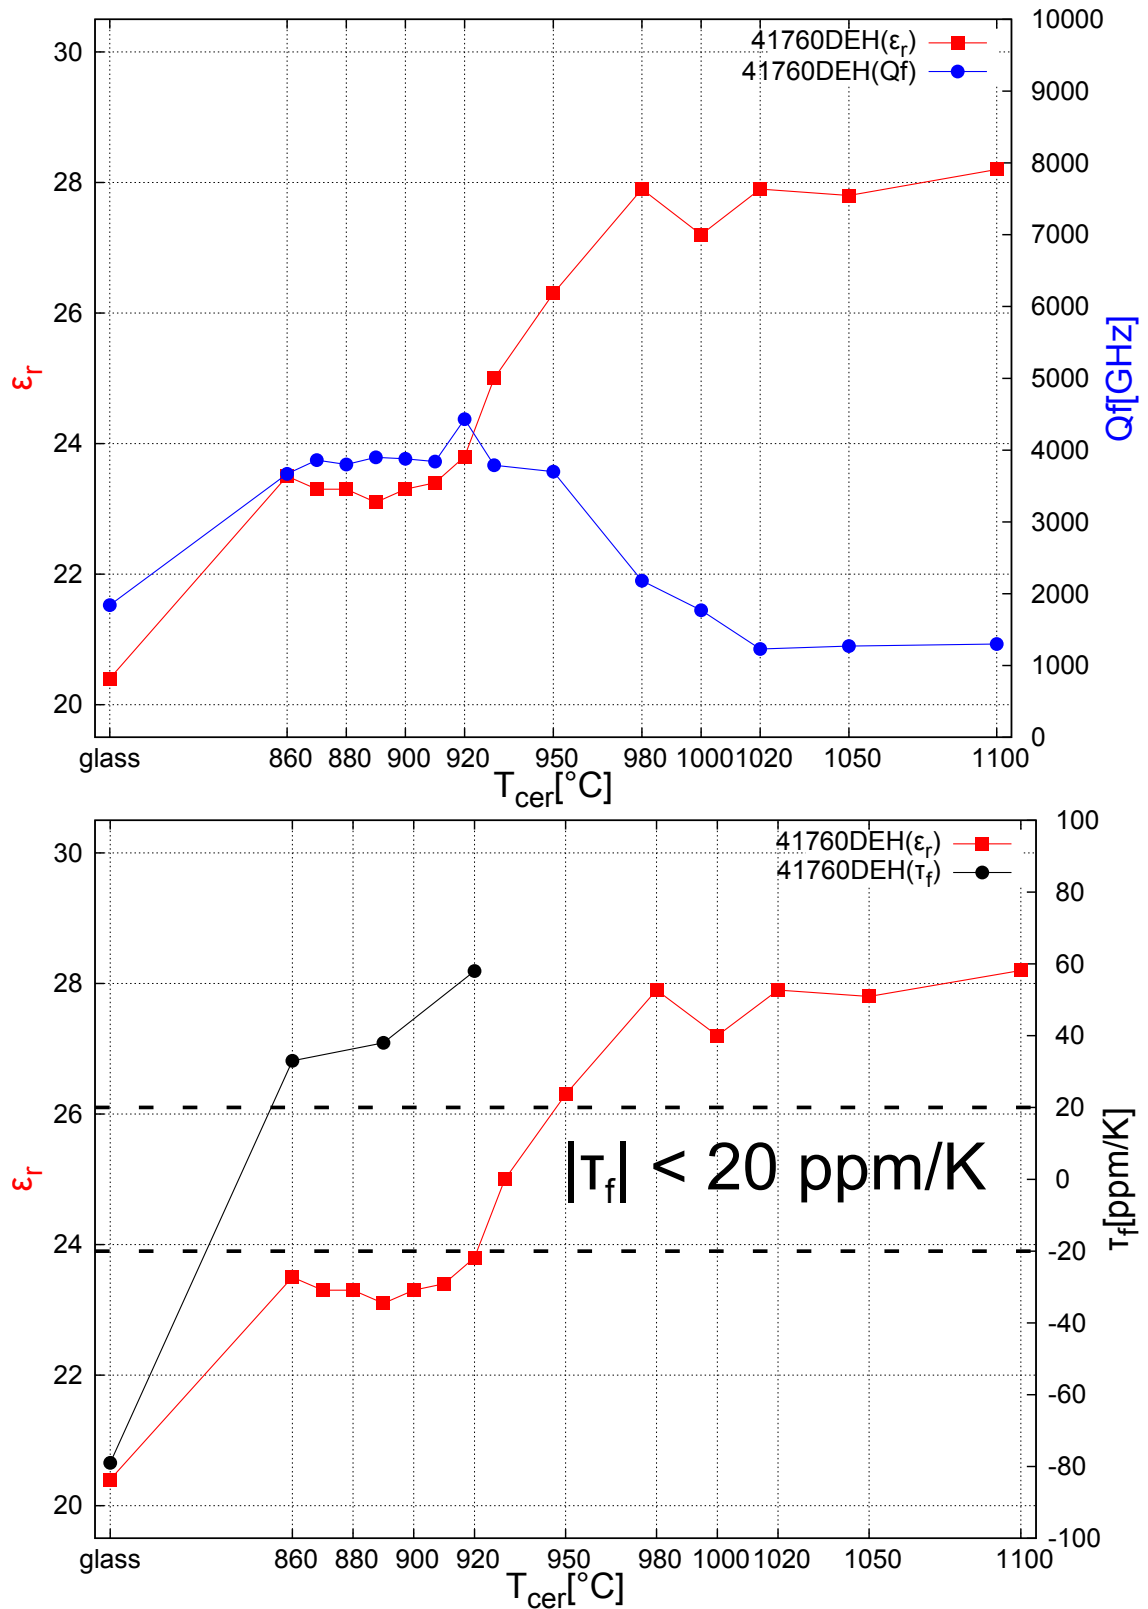 41760DEH(εr)
41760DEH(Qf)
30
28
26
24
22
20
εr
10000
9000
8000
7000
6000
5000
4000
3000
2000
1000
0
Qf[GHz]
glass 860 880 900 920 950 980 1000 1020 1050 1100
Tcer[°C]
41760DEH(εr)
41760DEH(τf)
30
28
26
24
22
20
εr
|τf| < 20 ppm/K
100
80
60
40
20
0
-20
-40
-60
-80
-100
τf[ppm/K]
glass 860 880 900 920 950 980 1000 1020 1050 1100
Tcer[°C]